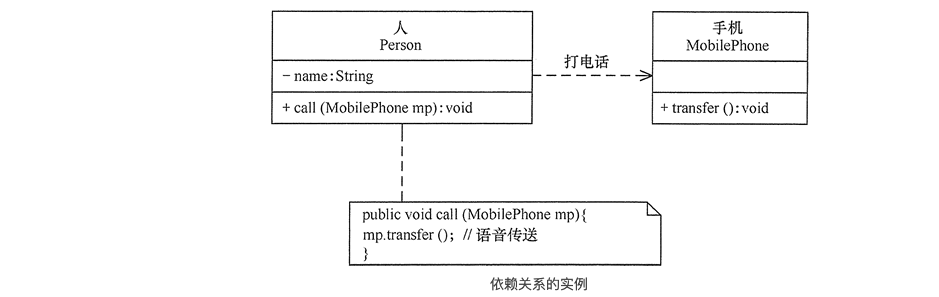 人
Person
- name:String
+ call (MobilePhone mp):void
打电话
手机
MobilePhone
+ transfer ():void
public void call (MobilePhone mp){
mp.transfer (); // 语音传送
}
依赖关系的实例